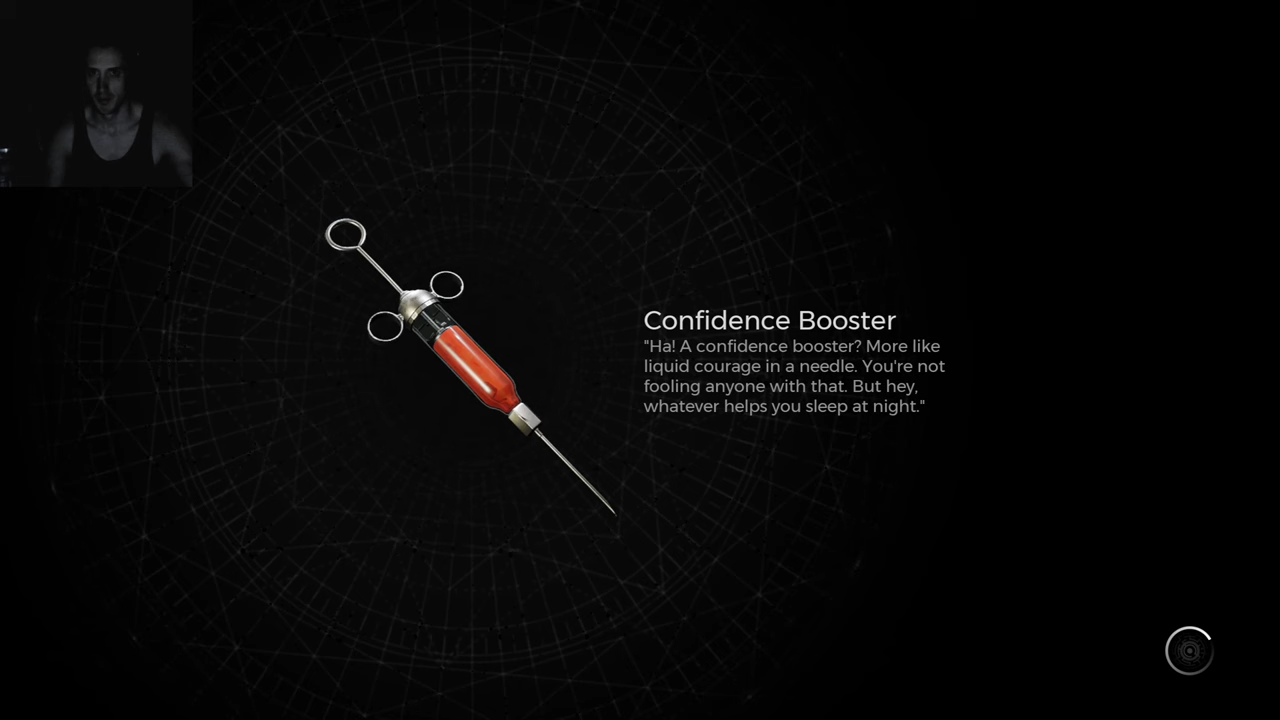 Confidence Booster
"Ha! A confidence booster? More like
liquid courage in a needle. You're not
fooling anyone with that. But hey,
whatever helps you sleep at night."